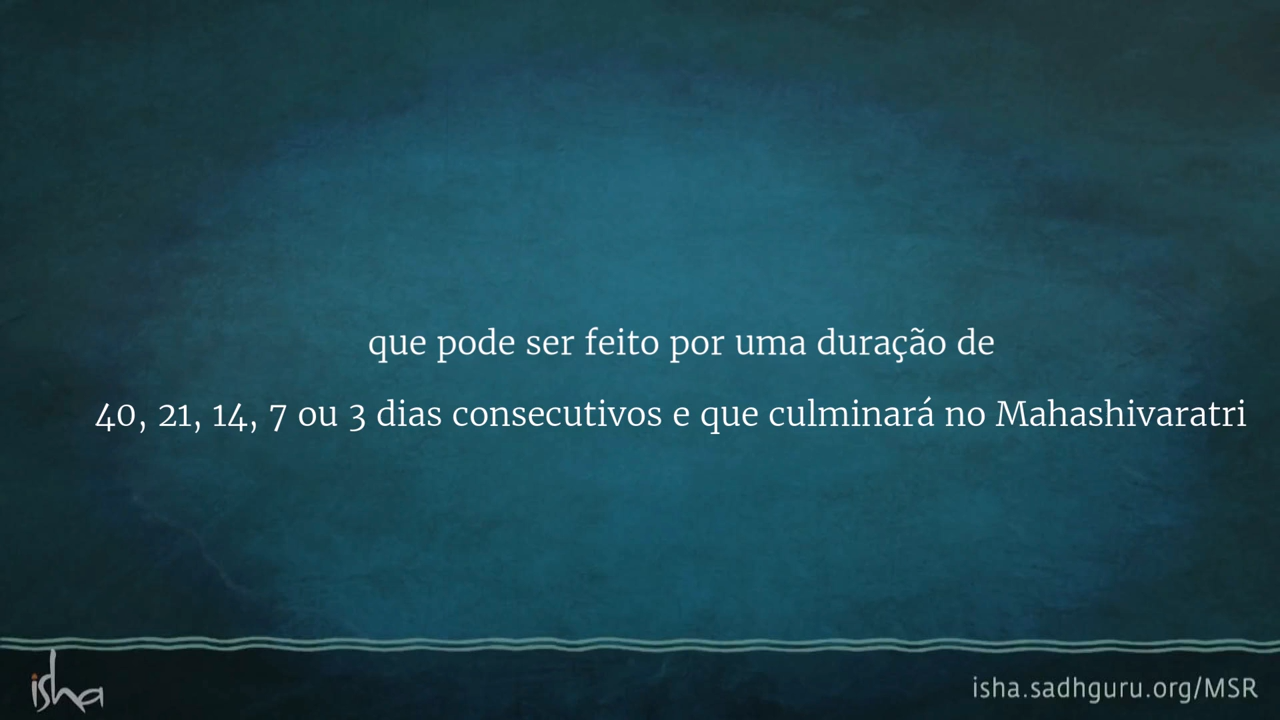 que pode ser feito por uma duração de
40, 21, 14, 7 ou 3 dias consecutivos e que culminará no Mahashivaratri
isha
isha.sadhguru.org/MSR